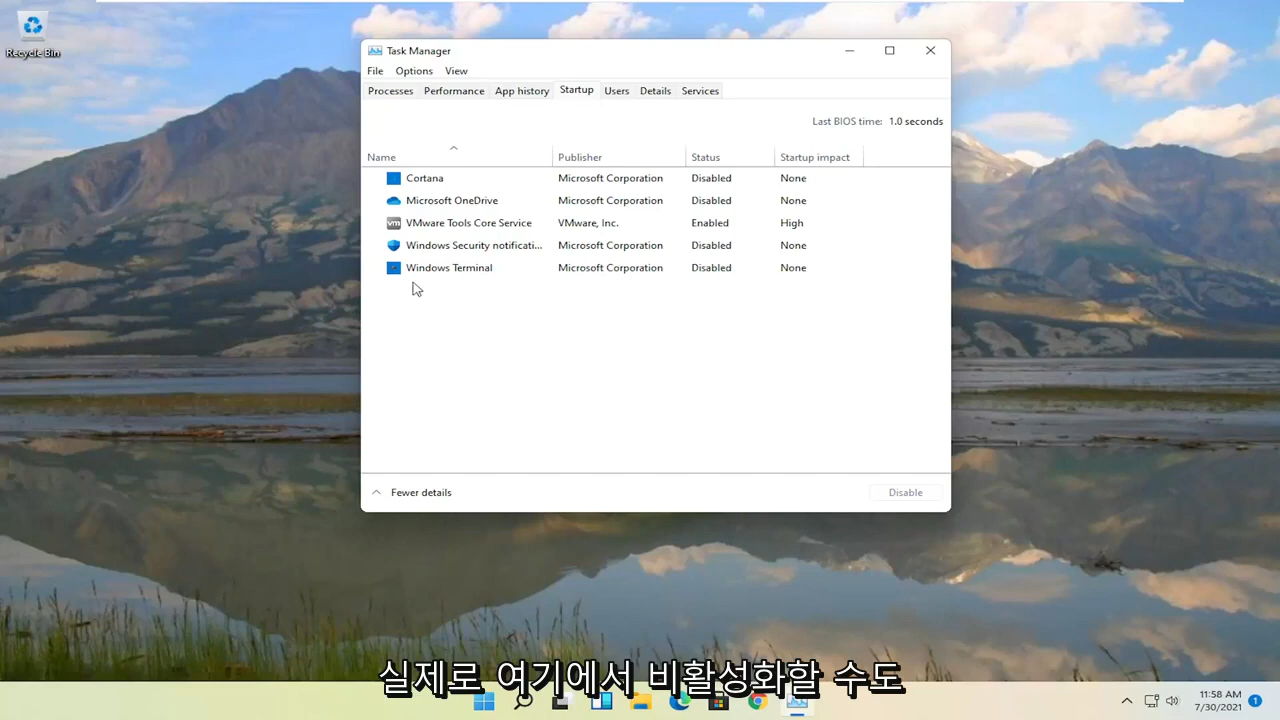 Recycle Bin
Task Manager
File Options View
Processes Performance App history Startup Users Details Services
Last BIOS time: 1.0 seconds
Name Publisher Status Startup impact
Cortana Microsoft Corporation Disabled None
Microsoft OneDrive Microsoft Corporation Disabled None
vm VMware Tools Core Service VMware, Inc. Enabled High
Windows Security notificati... Microsoft Corporation Disabled None
Windows Terminal Microsoft Corporation Disabled None
Fewer details Disable
실제로 여기에서 비활성화할 수도
11:58 AM
7/30/2021 1